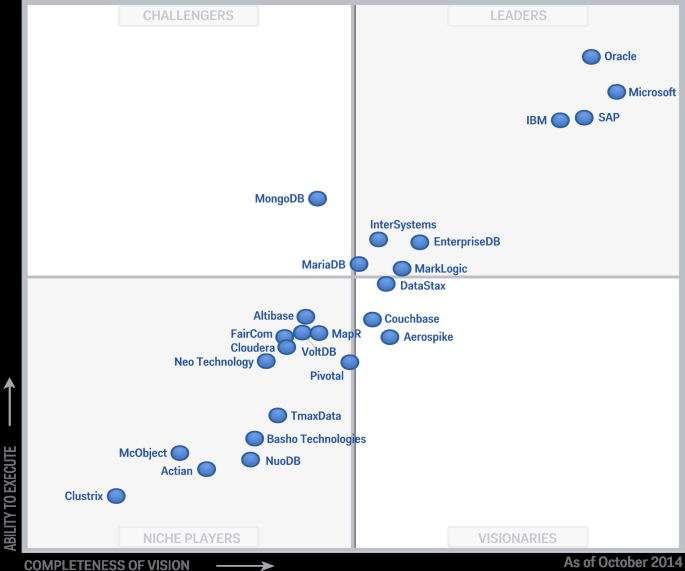 CHALLENGERS
LEADERS
Oracle
Microsoft
IBM
SAP
MongoDB
InterSystems
EnterpriseDB
MariaDB
MarkLogic
DataStax
Altibase
Couchbase
FairCom
MapR
Aerospike
Cloudera
VoltDB
Neo Technology
Pivotal
TmaxData
Basho Technologies
McObject
NuoDB
Actian
Clustrix
NICHE PLAYERS
VISIONARIES
ABILITY TO EXECUTE
COMPLETENESS OF VISION
As of October 2014